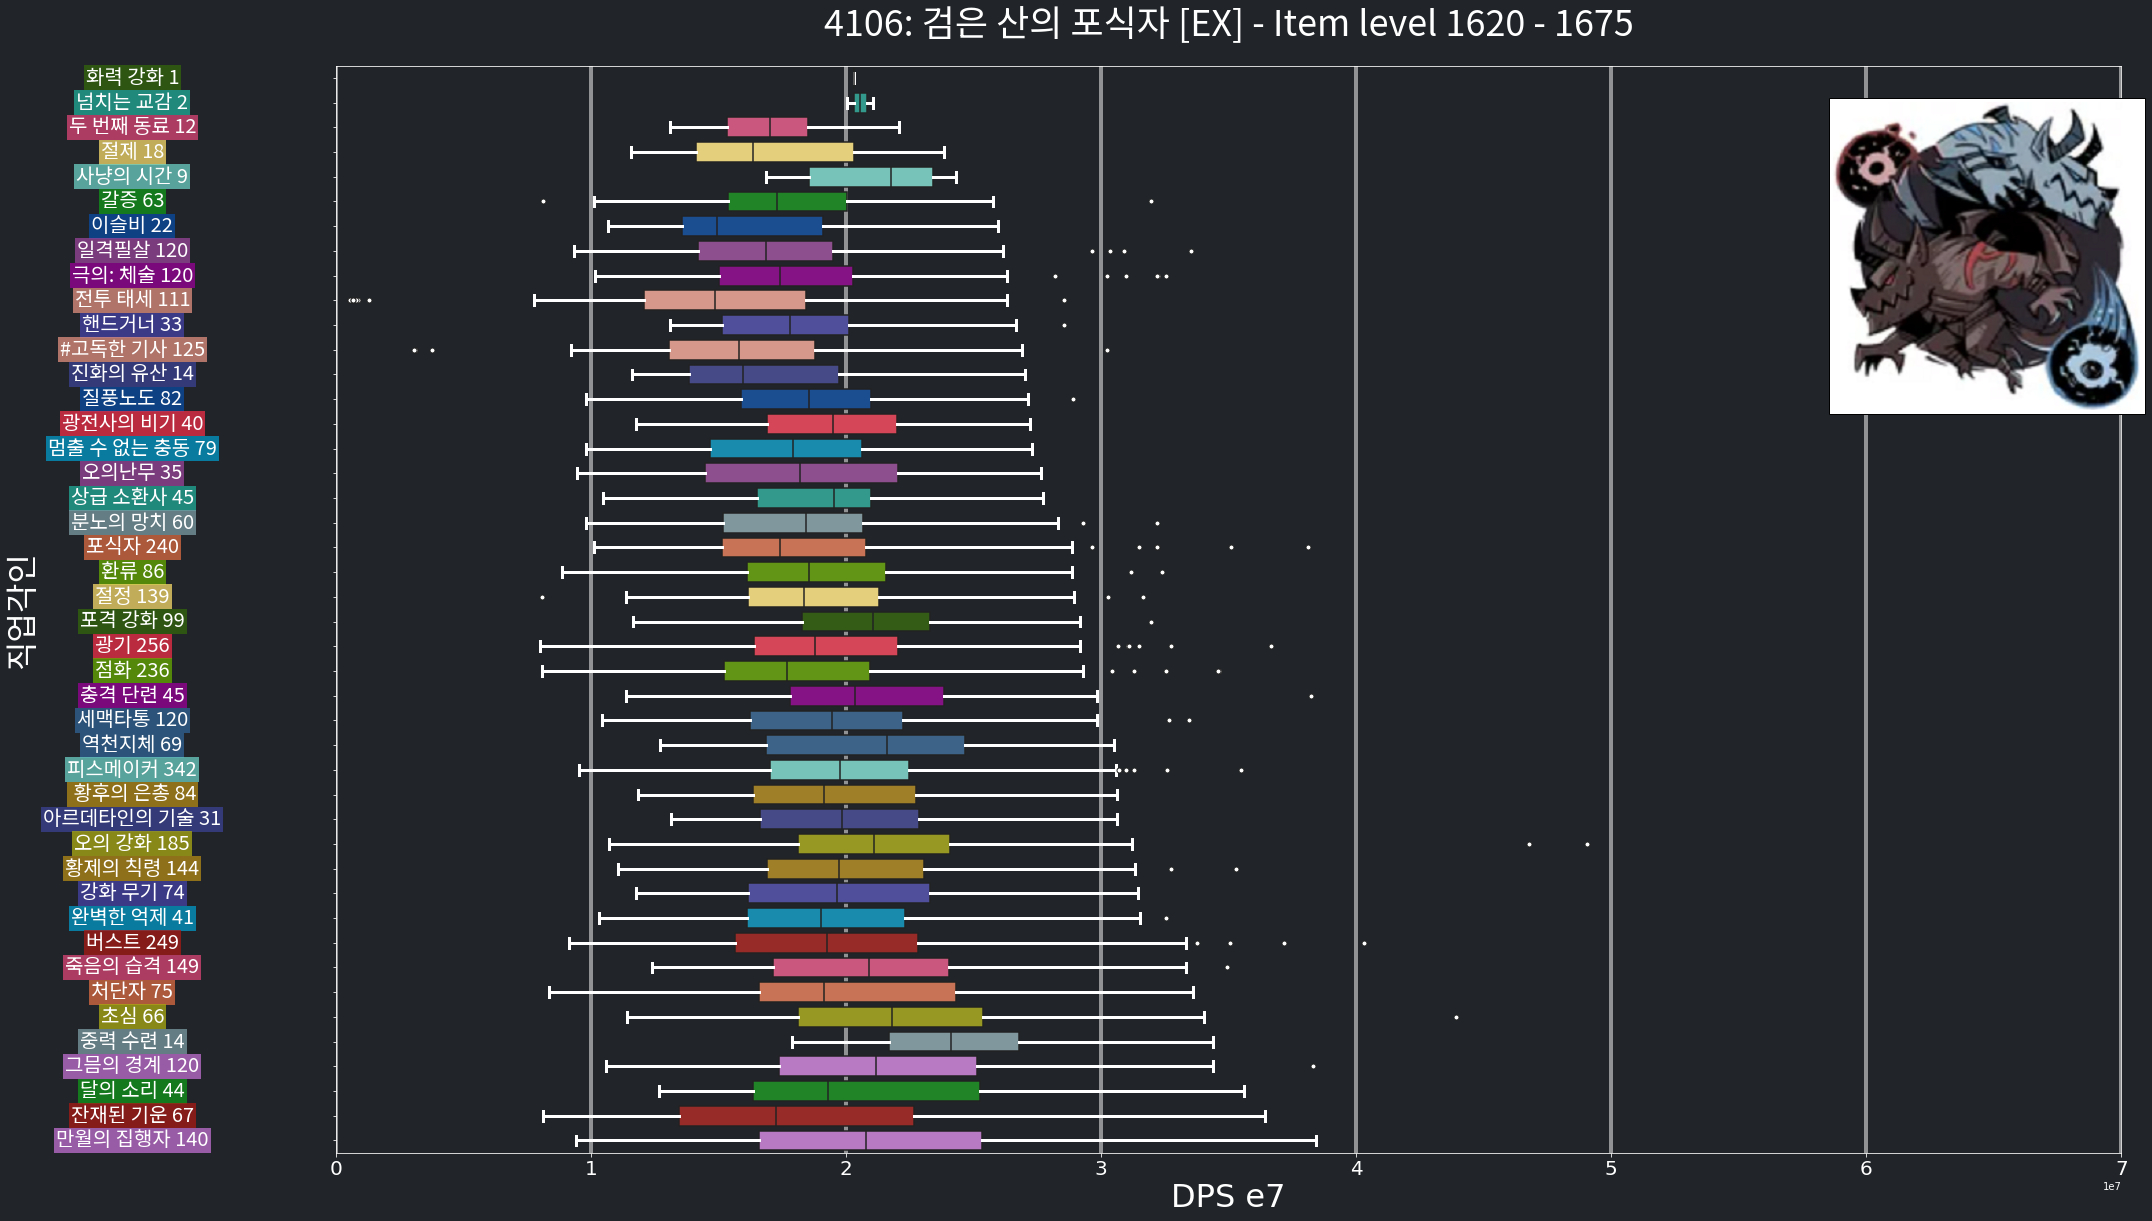 4106: 검은 산의 포식자 [EX] - Item level 1620 - 1675
화력 강화 1
넘치는 교감 2
두 번째 동료 12
절제 18
사냥의 시간 9
갈증 63
이슬비 22
일격필살 120
극의: 체술 120
전투 태세 111
핸드거너 33
#고독한 기사 125
진화의 유산 14
질풍노도 82
광전사의 비기 40
멈출 수 없는 충동 79
오의난무 35
상급 소환사 45
분노의 망치 60
포식자 240
환류 86
절정 139
포격 강화 99
광기 256
점화 236
충격 단련 45
세맥타통 120
역천지체 69
피스메이커 342
황후의 은총 84
아르데타인의 기술 31
오의 강화 185
황제의 칙령 144
강화 무기 74
완벽한 억제 41
버스트 249
죽음의 습격 149
처단자 75
초심 66
중력 수련 14
그믐의 경계 120
달의 소리 44
잔재된 기운 67
만월의 집행자 140
직업각인
0 1 2 3 4 5 6 7
1e7
DPS e7